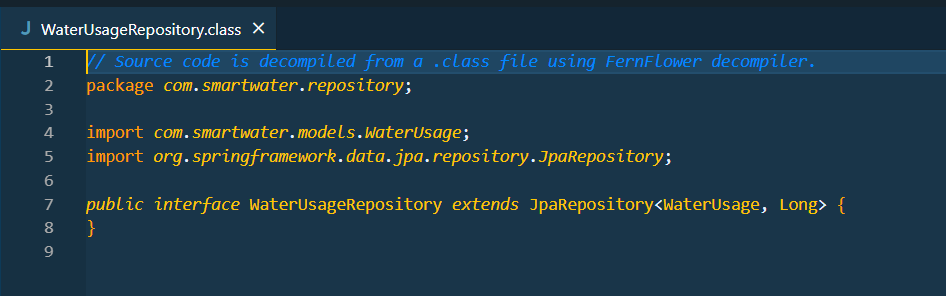 J WaterUsageRepository.class ×
1 // Source code is decompiled from a .class file using FernFlower decompiler.
2 package com.smartwater.repository;
3
4 import com.smartwater.models.WaterUsage;
5 import org.springframework.data.jpa.repository.JpaRepository;
6
7 public interface WaterUsageRepository extends JpaRepository<WaterUsage, Long> {
8 }
9